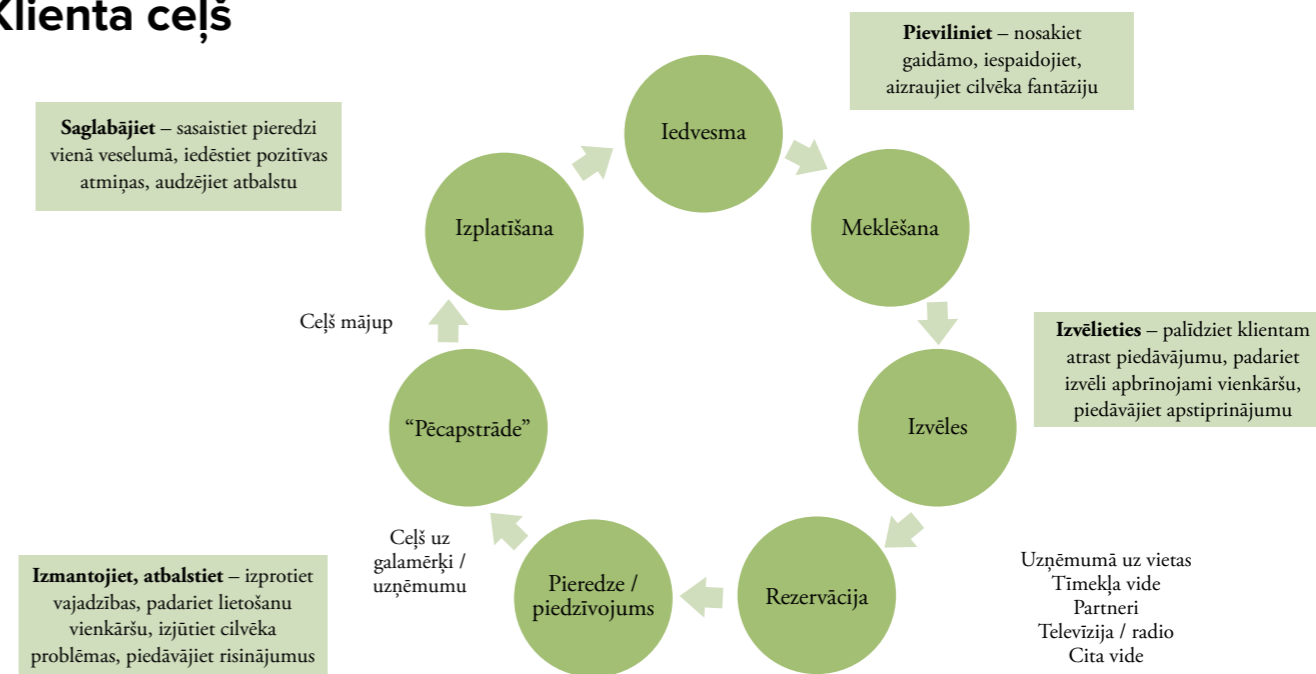 Klienta ceļš
Pieviliniet – nosakiet
gaidāmo, iespaidojiet,
aizraujiet cilvēka fantāziju
Saglabājiet – sasaistiet pieredzi
vienā veselumā, iedēstiet pozitīvas
atmiņas, audzējiet atbalstu
Iedvesma
Izplatīšana
Meklēšana
Ceļš mājup
Izvēlieties – palīdziet klientam
atrast piedāvājumu, padariet
izvēli apbrīnojami vienkāršu,
piedāvājiet apstiprinājumu
“Pēcapstrāde”
Izvēles
Ceļš uz
galamērķi /
uzņēmumu
Izmantojiet, atbalstiet – izprotiet
vajadzības, padariet lietošanu
vienkāršu, izjūtiet cilvēka
problēmas, piedāvājiet risinājumus
Pieredze /
piedzīvojums
Rezervācija
Uzņēmumā uz vietas
Tīmekļa vide
Partneri
Televīzija / radio
Cita vide